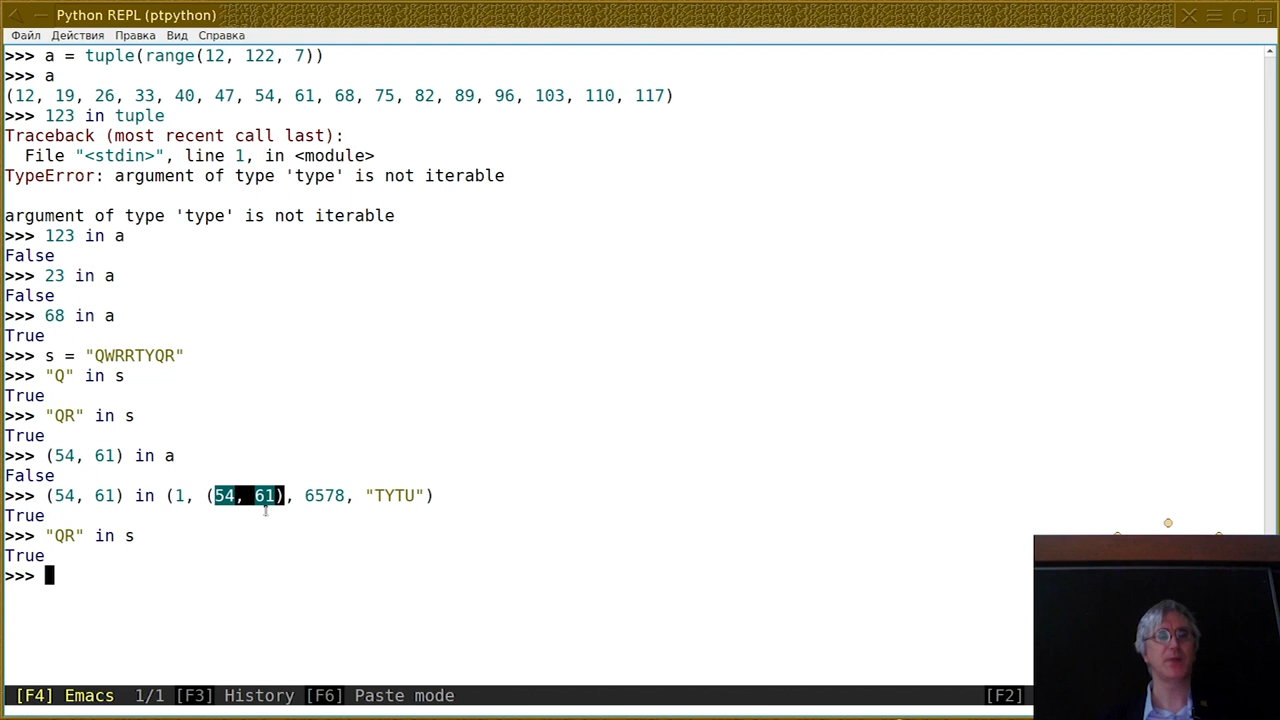 Python REPL (ptpython)
Файл Действия Правка Вид Справка
>>> a = tuple(range(12, 122, 7))
>>> a
(12, 19, 26, 33, 40, 47, 54, 61, 68, 75, 82, 89, 96, 103, 110, 117)
>>> 123 in tuple
Traceback (most recent call last):
  File "<stdin>", line 1, in <module>
TypeError: argument of type 'type' is not iterable
argument of type 'type' is not iterable
>>> 123 in a
False
>>> 23 in a
False
>>> 68 in a
True
>>> s = "QWRRTYQR"
>>> "Q" in s
True
>>> "QR" in s
True
>>> (54, 61) in a
False
>>> (54, 61) in (1, (54, 61), 6578, "TYTU")
True
>>> "QR" in s
True
>>>
[F4] Emacs 1/1 [F3] History [F6] Paste mode [F2]